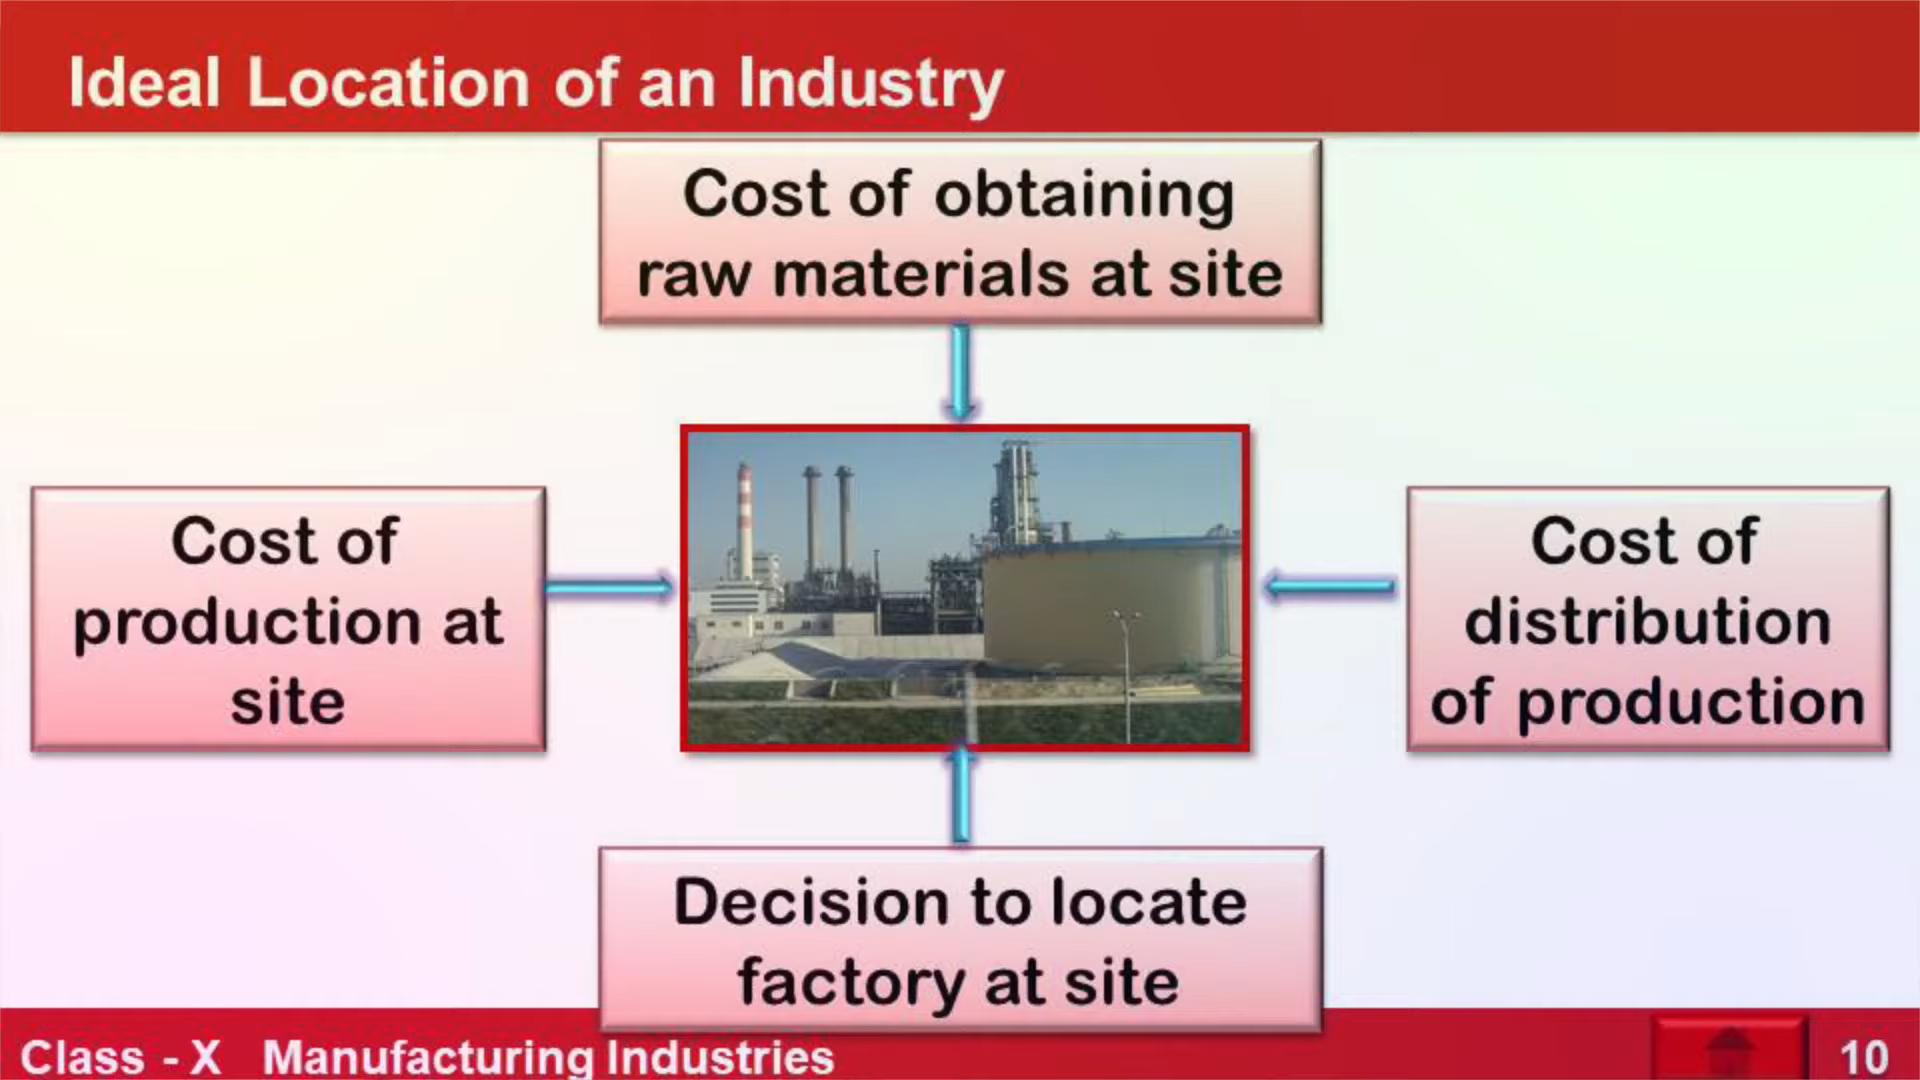 Ideal Location of an Industry
Cost of obtaining
raw materials at site
Cost of
production at
site
Cost of
distribution
of production
Decision to locate
factory at site
Class - X Manufacturing Industries
10